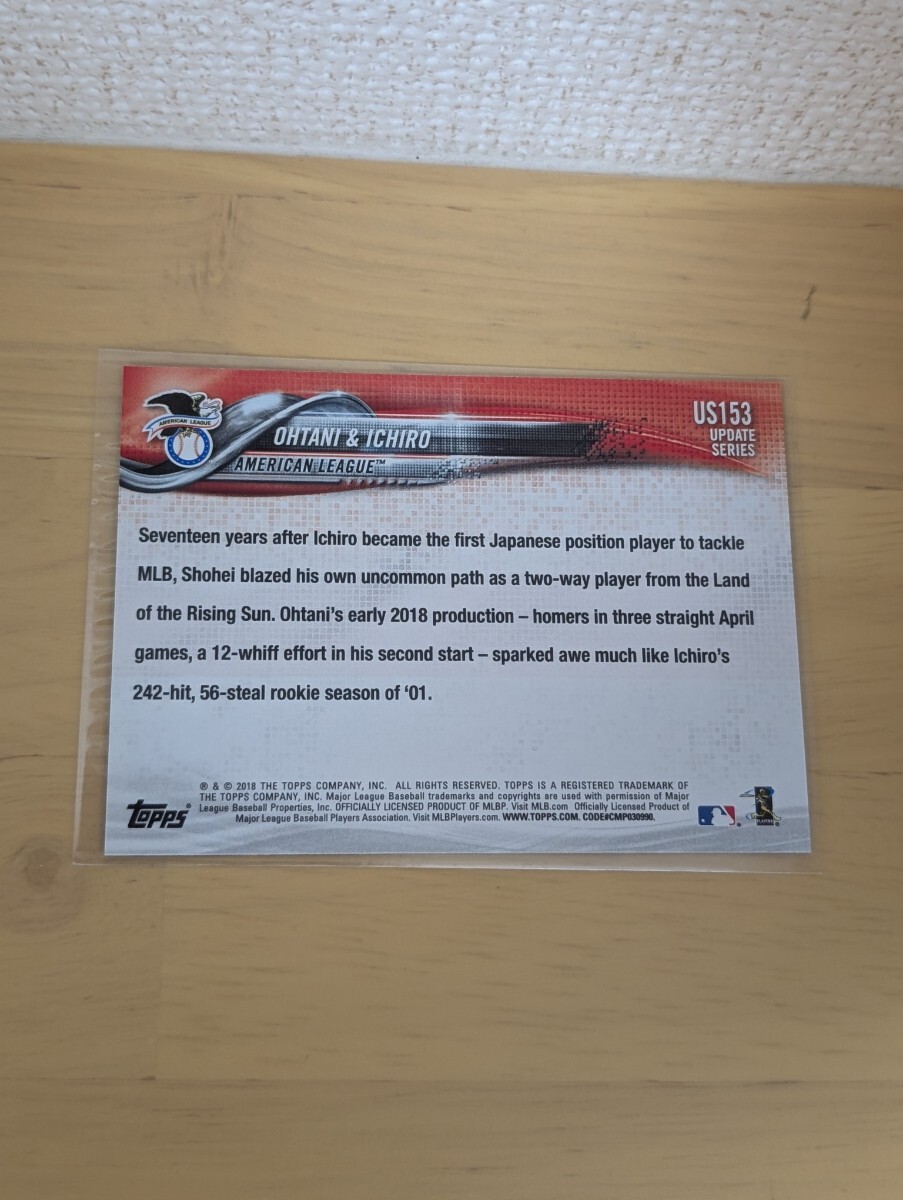 AMERICAN LEAGUE
OHTANI & ICHIRO
AMERICAN LEAGUE™
US153
UPDATE
SERIES
Seventeen years after Ichiro became the first Japanese position player to tackle
MLB, Shohei blazed his own uncommon path as a two-way player from the Land
of the Rising Sun. Ohtani's early 2018 production – homers in three straight April
games, a 12-whiff effort in his second start – sparked awe much like Ichiro's
242-hit, 56-steal rookie season of ‘01.
® & © 2018 THE TOPPS COMPANY, INC. ALL RIGHTS RESERVED. TOPPS IS A REGISTERED TRADEMARK OF
THE TOPPS COMPANY, INC. Major League Baseball trademarks and copyrights are used with permission of Major
League Baseball Properties, Inc. OFFICIALLY LICENSED PRODUCT OF MLBP. Visit MLB.com Officially Licensed Product of
Major League Baseball Players Association. Visit MLBPlayers.com. WWW.TOPPS.COM. CODE#CMP030990.
Topps®